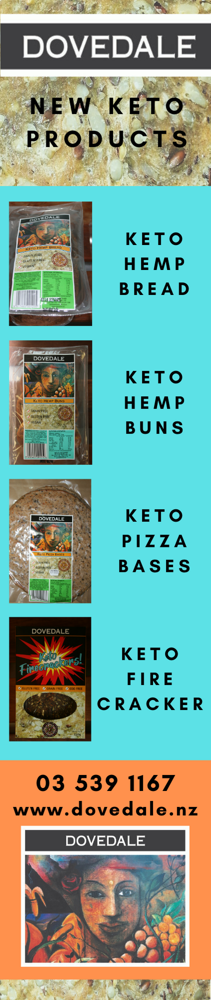 DOVEDALE
NEW KETO
PRODUCTS
DOVEDALE
KETO HEMP BREAD
GRAIN FREE
GLUTEN FREE
VEGAN
KETO
HEMP
BREAD
DOVEDALE
KETO HEMP BUNS
GRAIN FREE
GLUTEN FREE
VEGAN
KETO
HEMP
BUNS
DOVEDALE
KETO PIZZA BASES
GRAIN FREE
GLUTEN FREE
VEGAN
KETO
PIZZA
BASES
DOVEDALE
Keto
Firecrackers!
GLUTEN FREE GRAIN FREE EGG FREE
150g
KETO
FIRE
CRACKER
03 539 1167
www.dovedale.nz
DOVEDALE